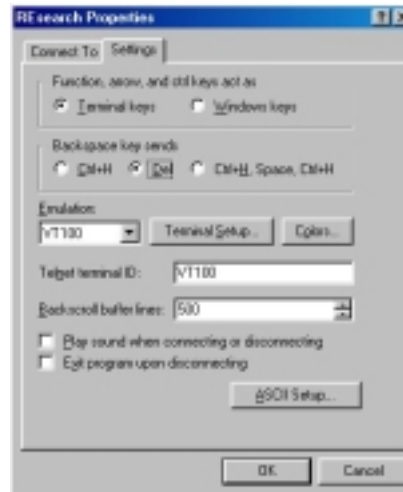 REsearch Properties ? X
Connect To Settings
Function, arrow, and ctrl keys act as
Terminal keys Windows keys
Backspace key sends
Ctrl+H Del Ctrl+H, Space, Ctrl+H
Emulation:
VT100 Terminal Setup... Colors...
Telnet terminal ID: VT100
Backscroll buffer lines: 500
Play sound when connecting or disconnecting
Exit program upon disconnecting
ASCII Setup...
OK Cancel